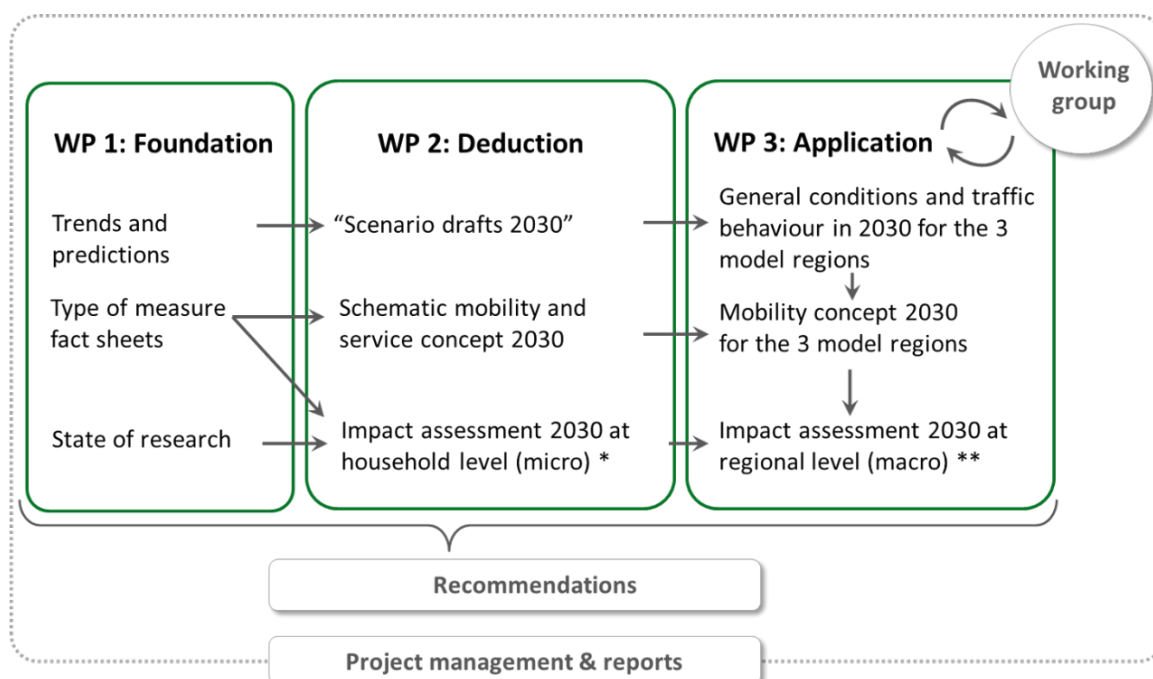 Working
group
WP 1: Foundation
WP 2: Deduction
WP 3: Application
Trends and
predictions
“Scenario drafts 2030”
General conditions and traffic
behaviour in 2030 for the 3
model regions
Type of measure
fact sheets
Schematic mobility and
service concept 2030
Mobility concept 2030
for the 3 model regions
State of research
Impact assessment 2030 at
household level (micro) *
Impact assessment 2030 at
regional level (macro) **
Recommendations
Project management & reports